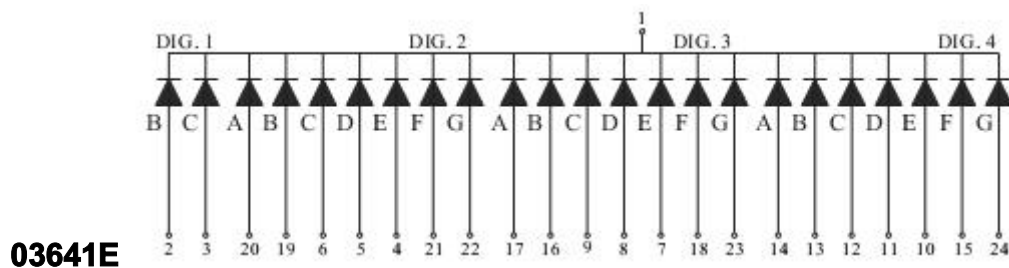 1
DIG. 1 DIG. 2 DIG. 3 DIG. 4
B C A B C D E F G A B C D E F G A B C D E F G
03641E 2 3 20 19 6 5 4 21 22 17 16 9 8 7 18 23 14 13 12 11 10 15 24